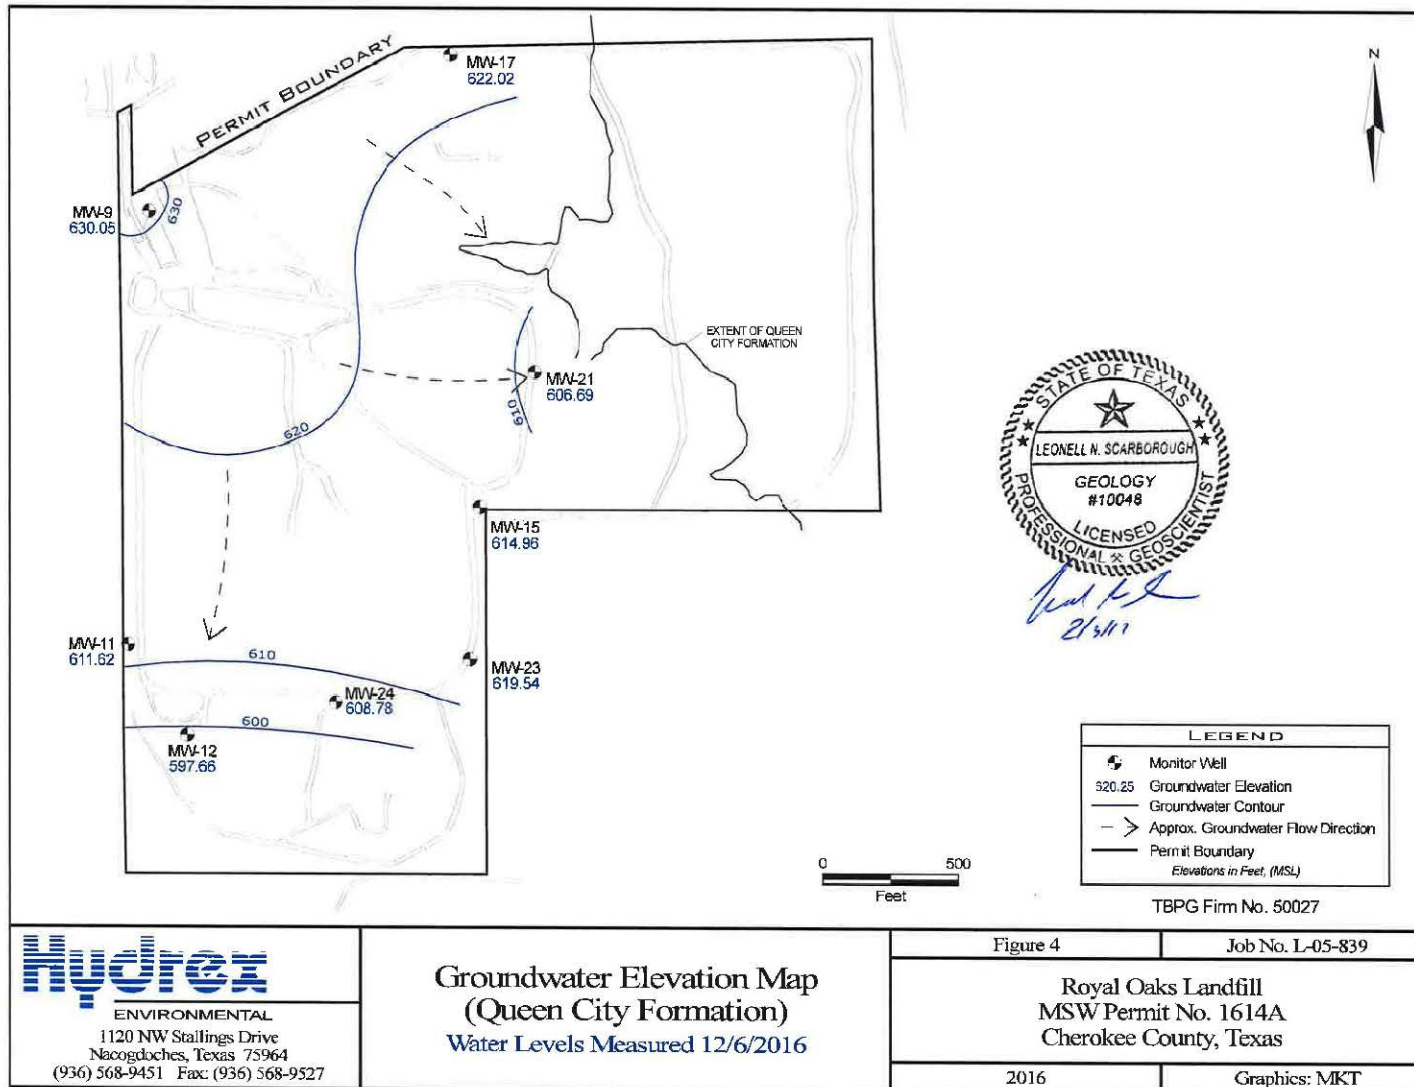 PERMIT BOUNDARY
MW-17
622.02
N
MW-9
630.05
630
EXTENT OF QUEEN
CITY FORMATION
MW-21
606.69
610
620
STATE OF TEXAS
LEONELL N. SCARBOROUGH
GEOLOGY
#10048
LICENSED
PROFESSIONAL GEOSCIENTIST
MW-15
614.96
MW-11
611.62
610
MW-23
619.54
MW-24
608.78
600
MW-12
597.66
LEGEND
Monitor Well
620.25 Groundwater Elevation
Groundwater Contour
Approx. Groundwater Flow Direction
Permit Boundary
Elevations in Feet, (MSL)
0 500
Feet
TBPG Firm No. 50027
Hydrex
ENVIRONMENTAL
1120 NW Stallings Drive
Nacogdoches, Texas 75964
(936) 568-9451 Fax: (936) 568-9527
Groundwater Elevation Map
(Queen City Formation)
Water Levels Measured 12/6/2016
Figure 4
Job No. L-05-839
Royal Oaks Landfill
MSW Permit No. 1614A
Cherokee County, Texas
2016
Graphics: MKT